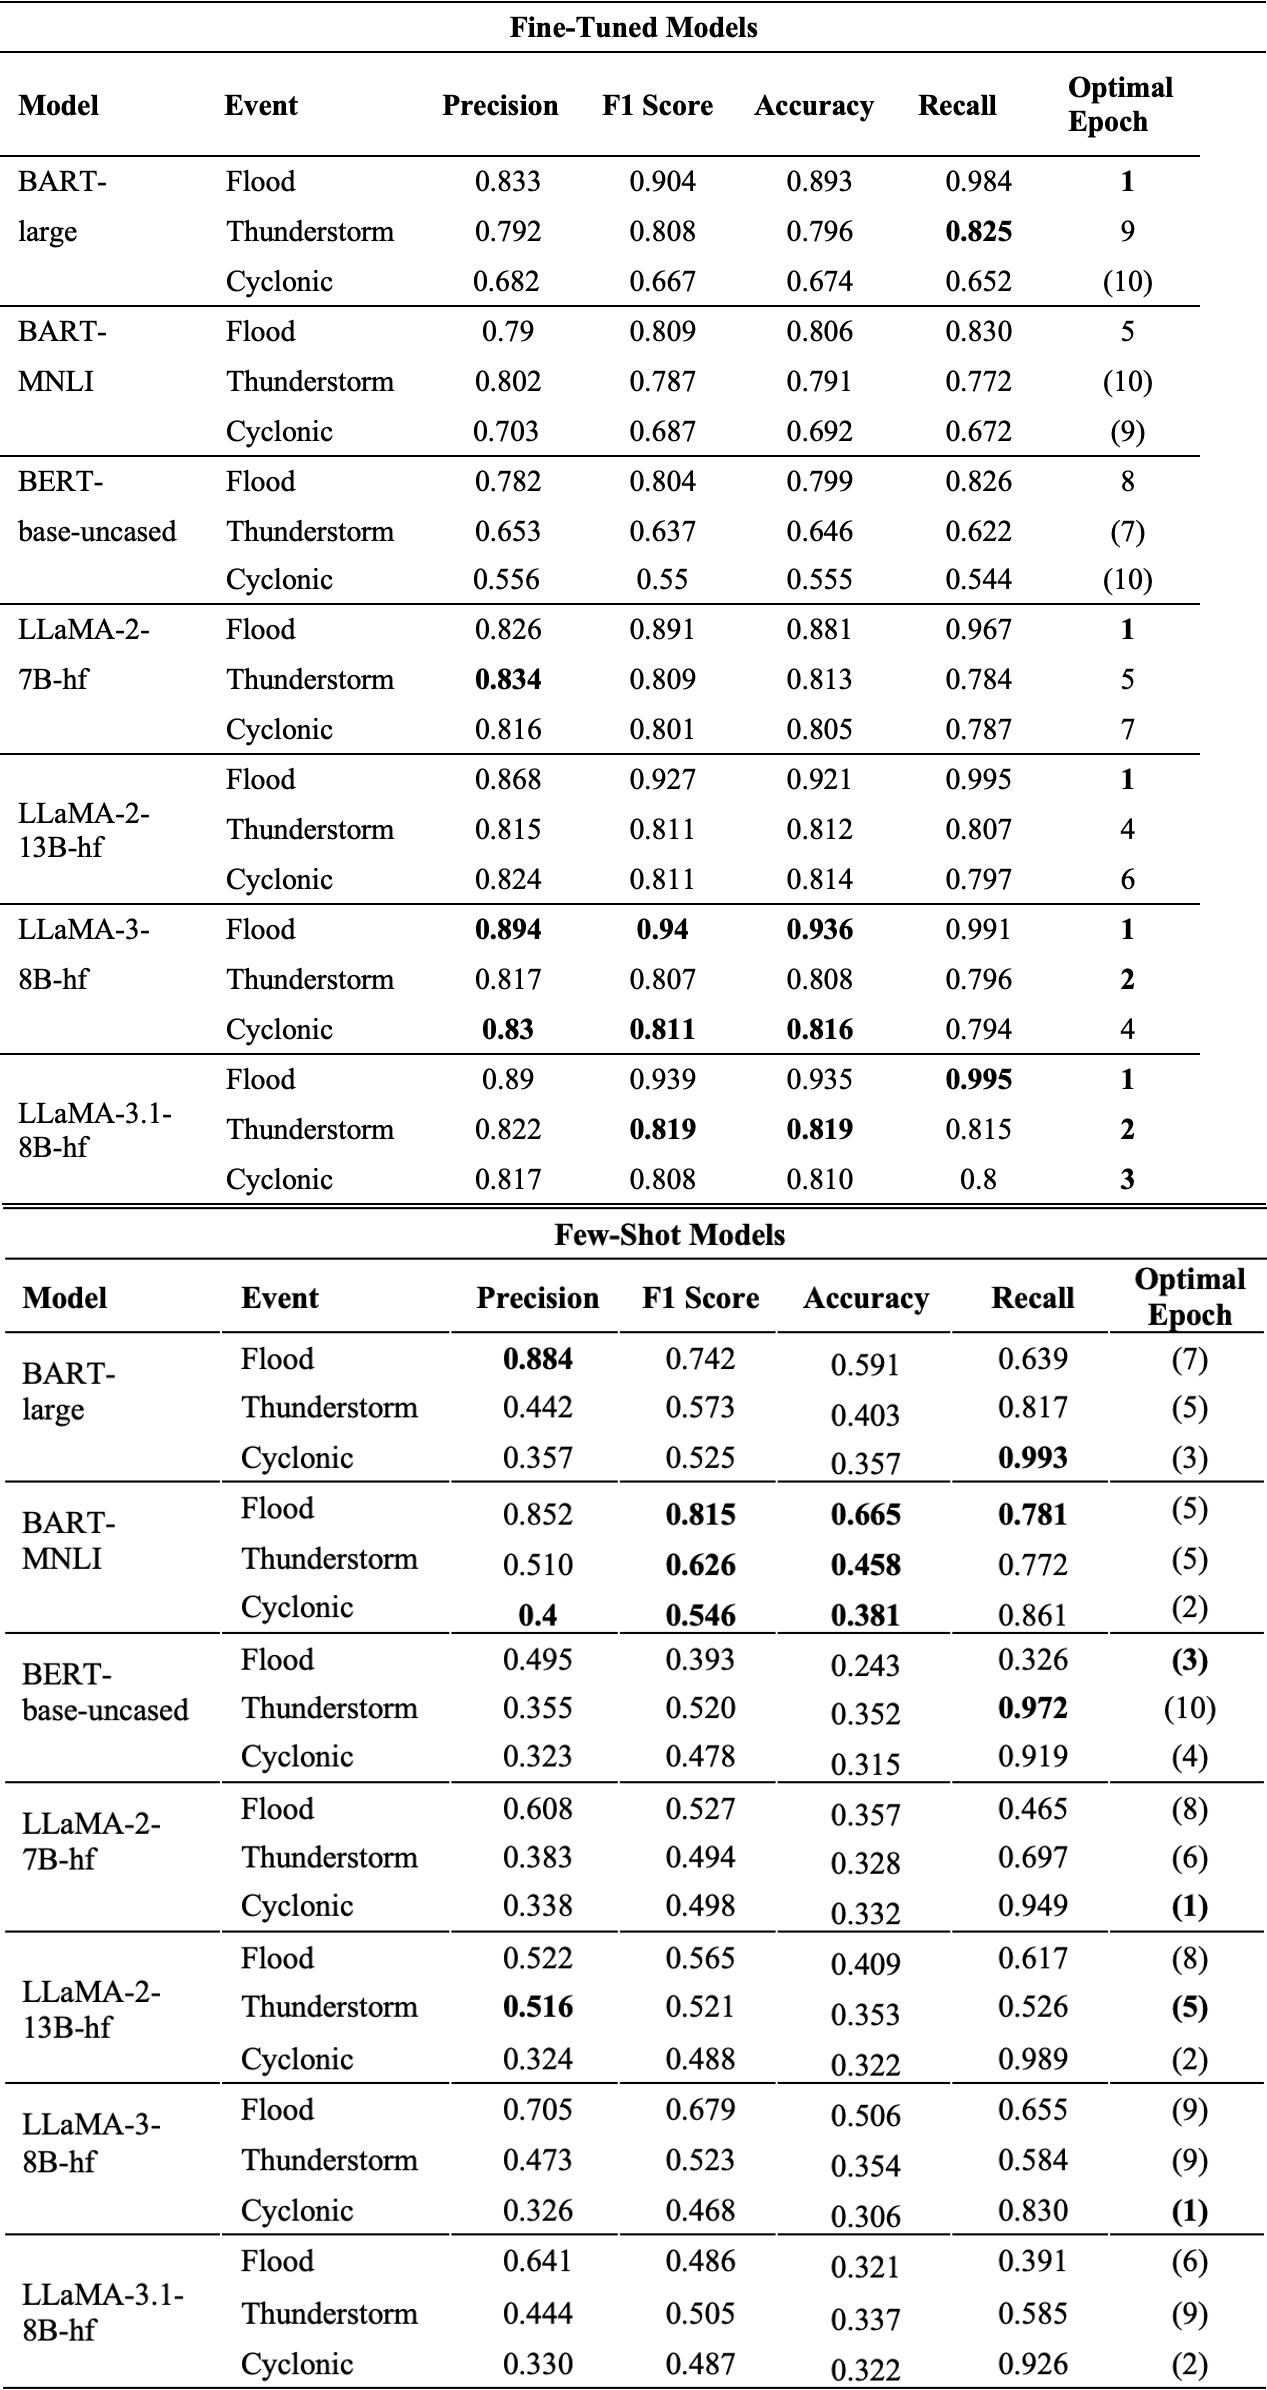 Fine-Tuned Models
Model Event Precision F1 Score Accuracy Recall Optimal Epoch
BART- Flood 0.833 0.904 0.893 0.984 1
large Thunderstorm 0.792 0.808 0.796 0.825 9
Cyclonic 0.682 0.667 0.674 0.652 (10)
BART- Flood 0.79 0.809 0.806 0.830 5
MNLI Thunderstorm 0.802 0.787 0.791 0.772 (10)
Cyclonic 0.703 0.687 0.692 0.672 (9)
BERT- Flood 0.782 0.804 0.799 0.826 8
base-uncased Thunderstorm 0.653 0.637 0.646 0.622 (7)
Cyclonic 0.556 0.55 0.555 0.544 (10)
LLaMA-2- Flood 0.826 0.891 0.881 0.967 1
7B-hf Thunderstorm 0.834 0.809 0.813 0.784 5
Cyclonic 0.816 0.801 0.805 0.787 7
Flood 0.868 0.927 0.921 0.995 1
LLaMA-2-
13B-hf Thunderstorm 0.815 0.811 0.812 0.807 4
Cyclonic 0.824 0.811 0.814 0.797 6
LLaMA-3- Flood 0.894 0.94 0.936 0.991 1
8B-hf Thunderstorm 0.817 0.807 0.808 0.796 2
Cyclonic 0.83 0.811 0.816 0.794 4
Flood 0.89 0.939 0.935 0.995 1
LLaMA-3.1-
8B-hf Thunderstorm 0.822 0.819 0.819 0.815 2
Cyclonic 0.817 0.808 0.810 0.8 3
Few-Shot Models
Model Event Precision F1 Score Accuracy Recall Optimal Epoch
BART- Flood 0.884 0.742 0.591 0.639 (7)
large Thunderstorm 0.442 0.573 0.403 0.817 (5)
Cyclonic 0.357 0.525 0.357 0.993 (3)
BART- Flood 0.852 0.815 0.665 0.781 (5)
MNLI Thunderstorm 0.510 0.626 0.458 0.772 (5)
Cyclonic 0.4 0.546 0.381 0.861 (2)
BERT- Flood 0.495 0.393 0.243 0.326 (3)
base-uncased Thunderstorm 0.355 0.520 0.352 0.972 (10)
Cyclonic 0.323 0.478 0.315 0.919 (4)
LLaMA-2- Flood 0.608 0.527 0.357 0.465 (8)
7B-hf Thunderstorm 0.383 0.494 0.328 0.697 (6)
Cyclonic 0.338 0.498 0.332 0.949 (1)
Flood 0.522 0.565 0.409 0.617 (8)
LLaMA-2-
13B-hf Thunderstorm 0.516 0.521 0.353 0.526 (5)
Cyclonic 0.324 0.488 0.322 0.989 (2)
LLaMA-3- Flood 0.705 0.679 0.506 0.655 (9)
8B-hf Thunderstorm 0.473 0.523 0.354 0.584 (9)
Cyclonic 0.326 0.468 0.306 0.830 (1)
Flood 0.641 0.486 0.321 0.391 (6)
LLaMA-3.1-
8B-hf Thunderstorm 0.444 0.505 0.337 0.585 (9)
Cyclonic 0.330 0.487 0.322 0.926 (2)